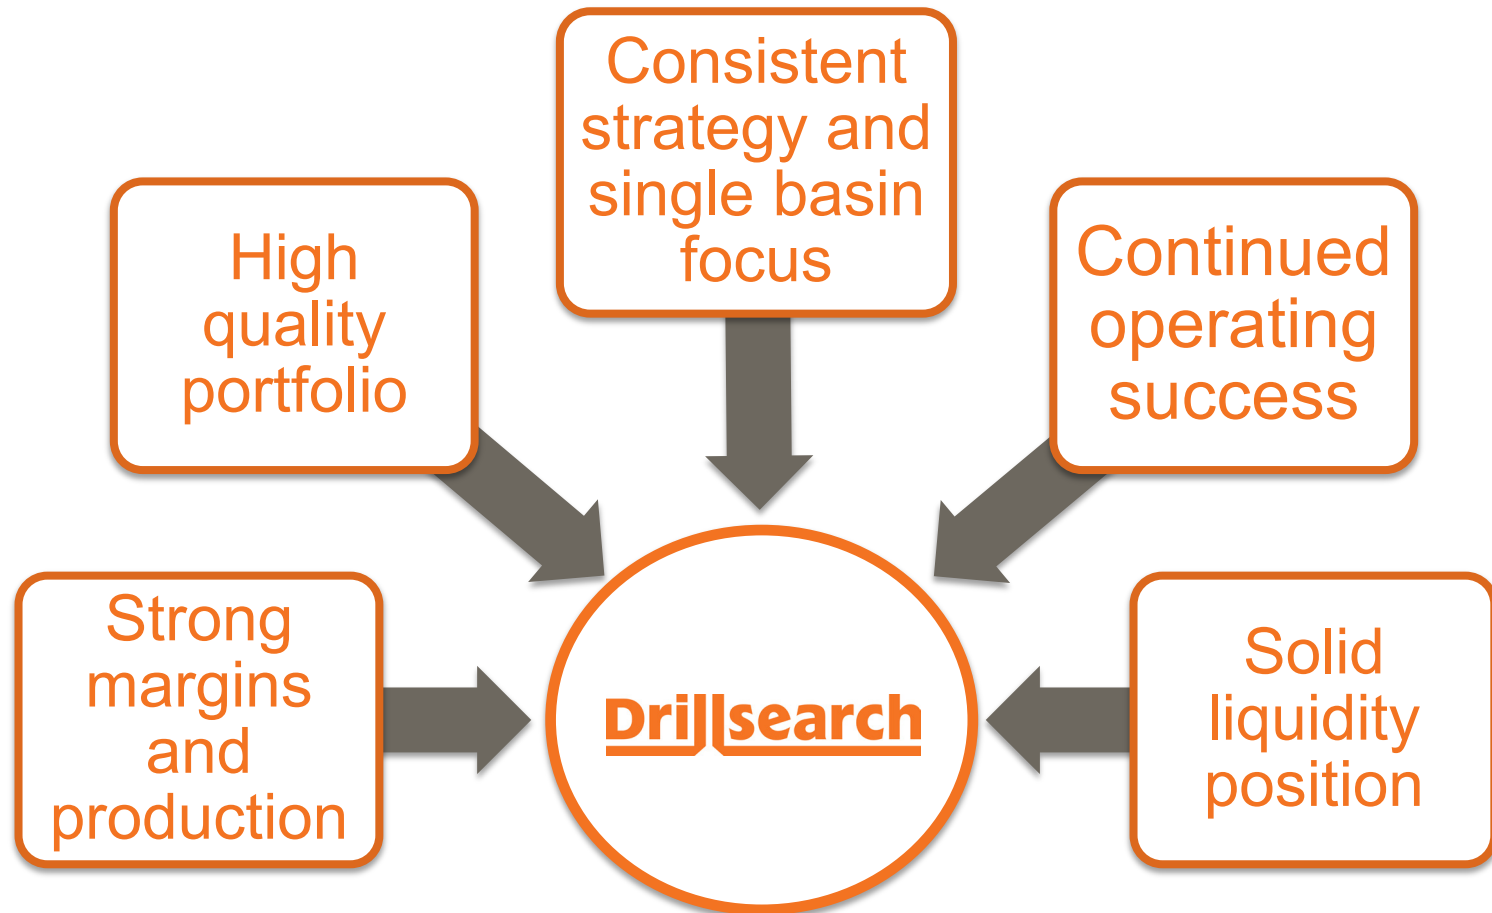 Consistent
strategy and
single basin
focus
High
quality
portfolio
Continued
operating
success
Strong
margins
and
production
Drillsearch
Solid
liquidity
position